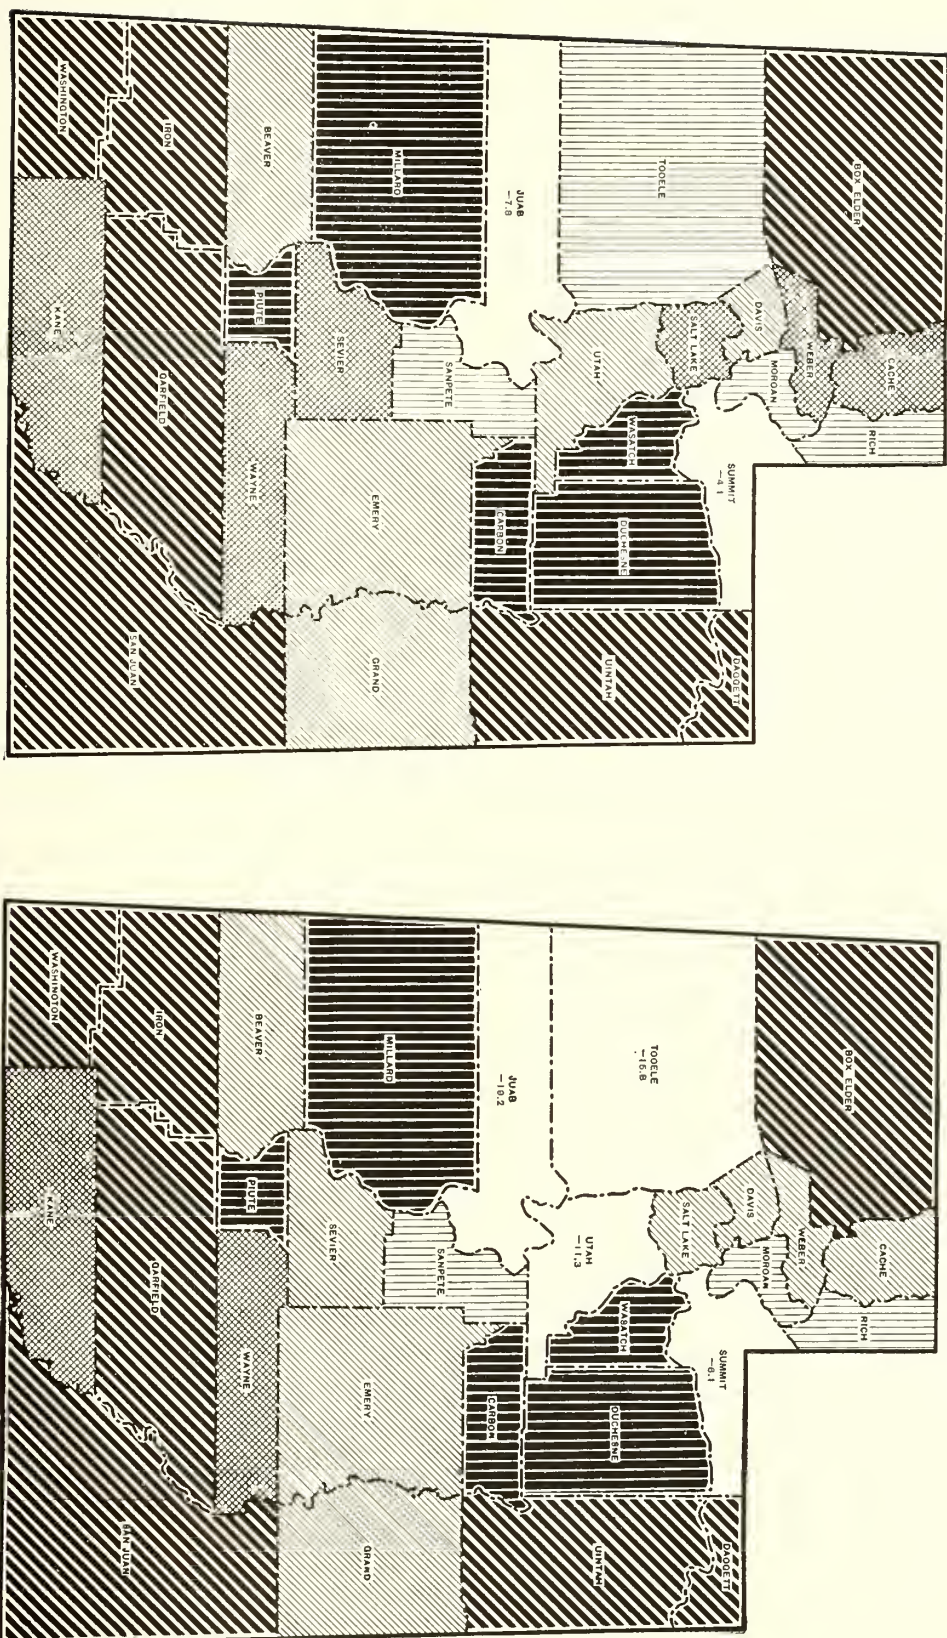 BOX ELDER
CACHE
RICH
WEBER
MORGAN
DAVIS
SALT LAKE
TOOELE
SUMMIT
—4.1
DAGGETT
UTAH
WASATCH
DUCHESNE
UINTAH
JUAB
—7.8
SANPETE
CARBON
MILLARD
SEVIER
EMERY
GRAND
BEAVER
PIUTE
WAYNE
IRON
GARFIELD
WASHINGTON
KANE
SAN JUAN
BOX ELDER
CACHE
RICH
WEBER
MORGAN
DAVIS
SALT LAKE
TOOELE
—15.8
SUMMIT
—6.1
DAGGETT
UTAH
—11.3
WASATCH
DUCHESNE
UINTAH
JUAB
—19.2
SANPETE
CARBON
MILLARD
SEVIER
EMERY
GRAND
BEAVER
PIUTE
WAYNE
IRON
GARFIELD
WASHINGTON
KANE
SAN JUAN